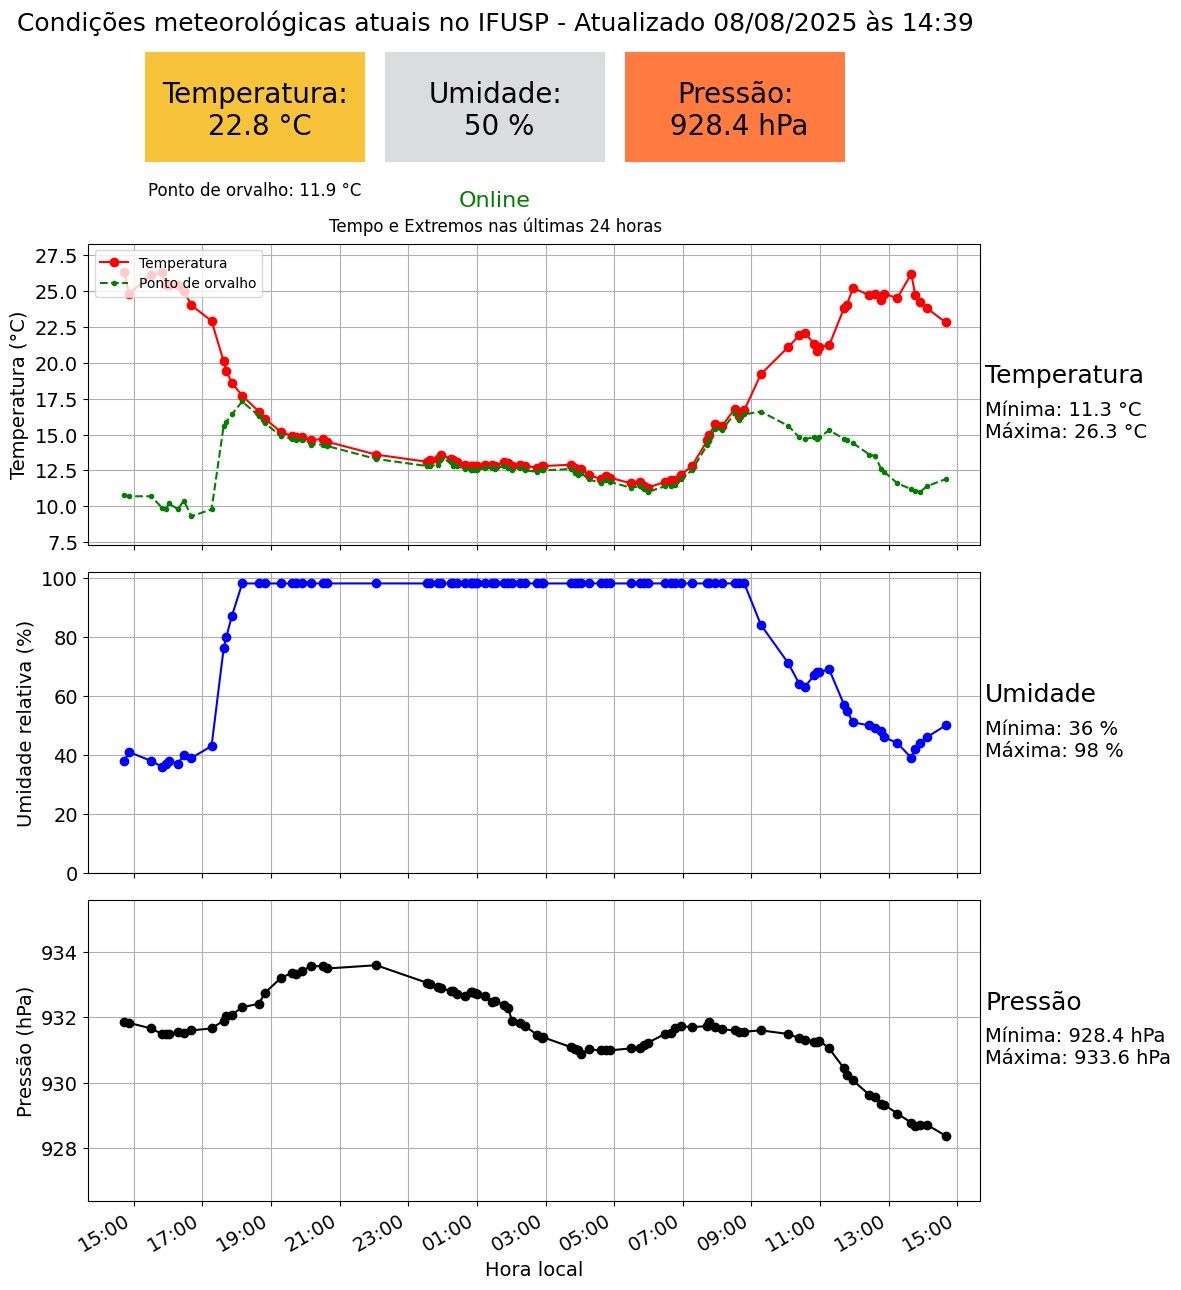 Condições meteorológicas atuais no IFUSP - Atualizado 08/08/2025 às 14:39
Temperatura:
22.8 °C
Umidade:
50 %
Pressão:
928.4 hPa
Ponto de orvalho: 11.9 °C
Online
Tempo e Extremos nas últimas 24 horas
Temperatura (°C)
27.5
25.0
22.5
20.0
17.5
15.0
12.5
10.0
7.5
Temperatura
Ponto de orvalho
Temperatura
Mínima: 11.3 °C
Máxima: 26.3 °C
Umidade relativa (%)
100
80
60
40
20
0
Umidade
Mínima: 36 %
Máxima: 98 %
Pressão (hPa)
934
932
930
928
Pressão
Mínima: 928.4 hPa
Máxima: 933.6 hPa
15:00 17:00 19:00 21:00 23:00 01:00 03:00 05:00 07:00 09:00 11:00 13:00 15:00
Hora local